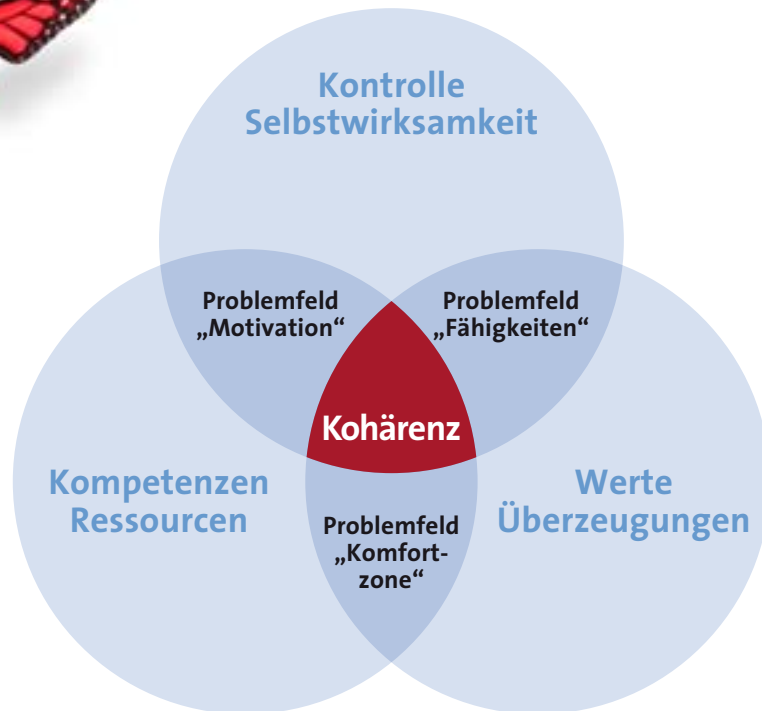 Kontrolle
Selbstwirksamkeit
Problemfeld
„Motivation“
Problemfeld
„Fähigkeiten“
Kohärenz
Kompetenzen
Ressourcen
Werte
Überzeugungen
Problemfeld
„Komfort-
zone“